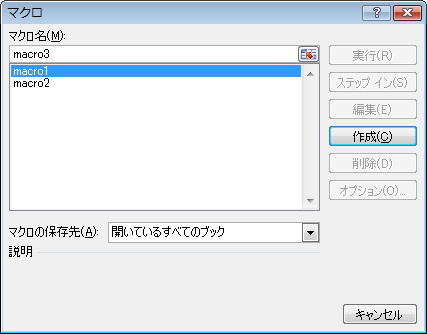 マクロ
マクロ名(M):
macro3
macro1
macro2
実行(R)
ステップ イン(S)
編集(E)
作成(C)
削除(D)
オプション(O)...
マクロの保存先(A):
開いているすべてのブック
説明
キャンセル